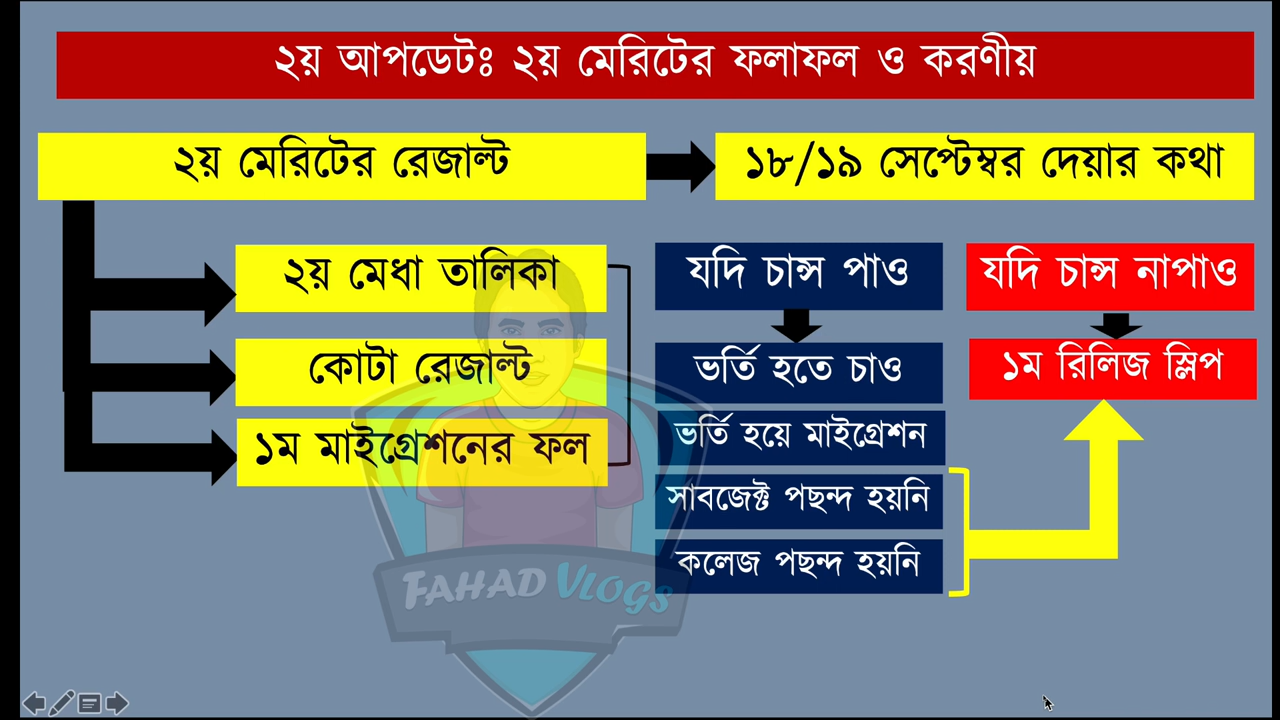 ২য় আপডেটঃ ২য় মেরিটের ফলাফল ও করণীয়
২য় মেরিটের রেজাল্ট
১৮/১৯ সেপ্টেম্বর দেয়ার কথা
২য় মেধা তালিকা
কোটা রেজাল্ট
১ম মাইগ্রেশনের ফল
যদি চান্স পাও
ভর্তি হতে চাও
ভর্তি হয়ে মাইগ্রেশন
সাবজেক্ট পছন্দ হয়নি
কলেজ পছন্দ হয়নি
যদি চান্স নাপাও
১ম রিলিজ স্লিপ
FAHAD VLOGS